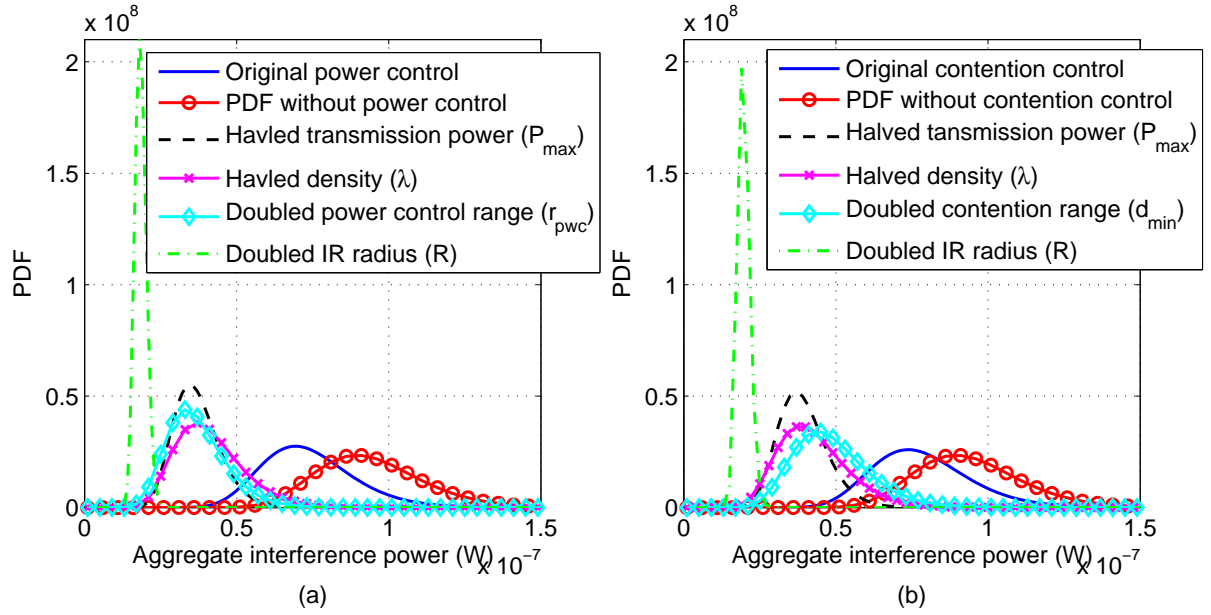 x 10⁸
2
1.5
1
0.5
0
PDF
Original power control
PDF without power control
Havled transmission power (P_max)
Havled density (λ)
Doubled power control range (r_pwc)
Doubled IR radius (R)
0 0.5 1 1.5
Aggregate interference power (W)
x 10⁻⁷
(a)
x 10⁸
2
1.5
1
0.5
0
PDF
Original contention control
PDF without contention control
Halved tansmission power (P_max)
Halved density (λ)
Doubled contention range (d_min)
Doubled IR radius (R)
0 0.5 1 1.5
Aggregate interference power (W)
x 10⁻⁷
(b)